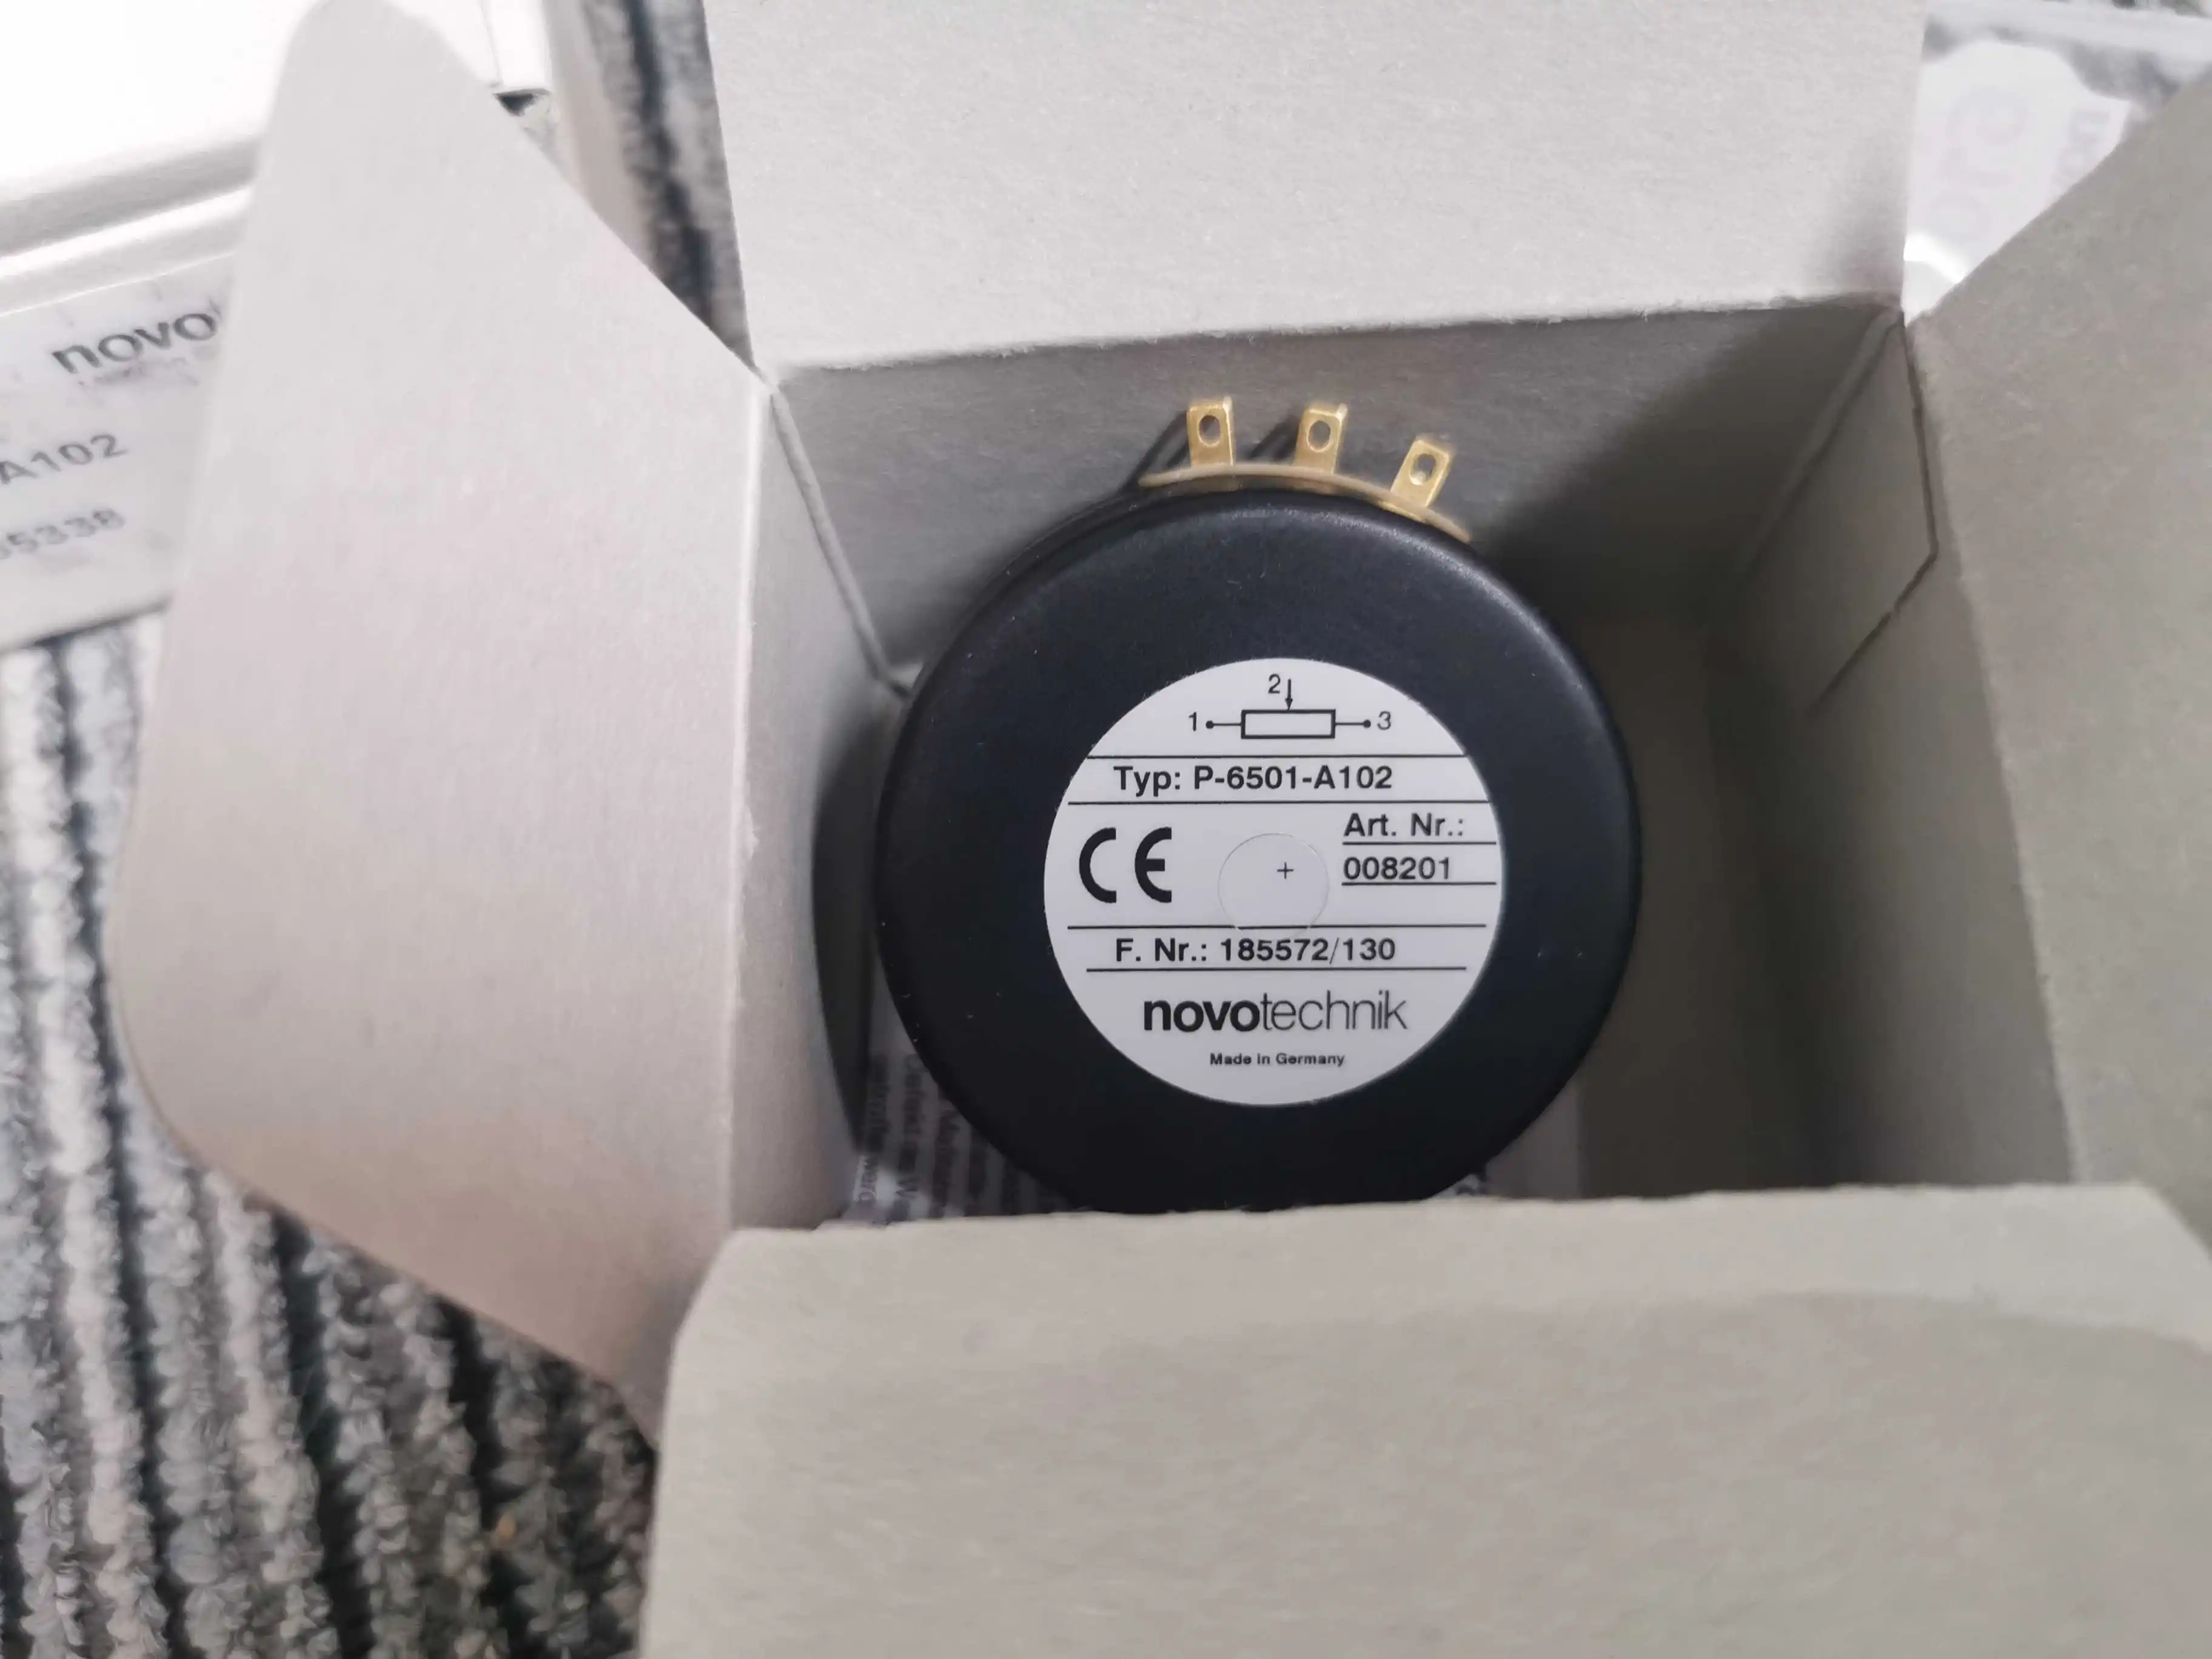 novo
A102
5338
2
1 3
Typ: P-6501-A102
CE
Art. Nr.:
008201
F. Nr.: 185572/130
novotechnik
Made in Germany